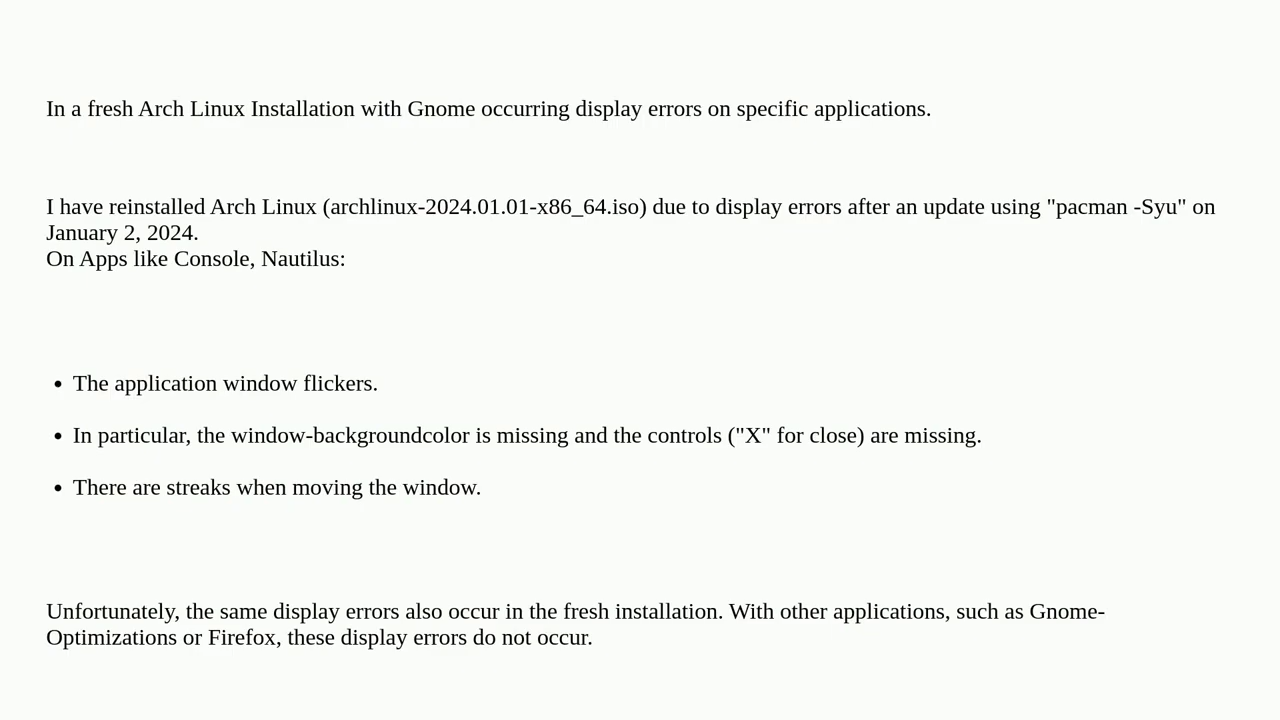 In a fresh Arch Linux Installation with Gnome occurring display errors on specific applications.
I have reinstalled Arch Linux (archlinux-2024.01.01-x86_64.iso) due to display errors after an update using "pacman -Syu" on
January 2, 2024.
On Apps like Console, Nautilus:
• The application window flickers.
• In particular, the window-backgroundcolor is missing and the controls ("X" for close) are missing.
• There are streaks when moving the window.
Unfortunately, the same display errors also occur in the fresh installation. With other applications, such as Gnome-
Optimizations or Firefox, these display errors do not occur.